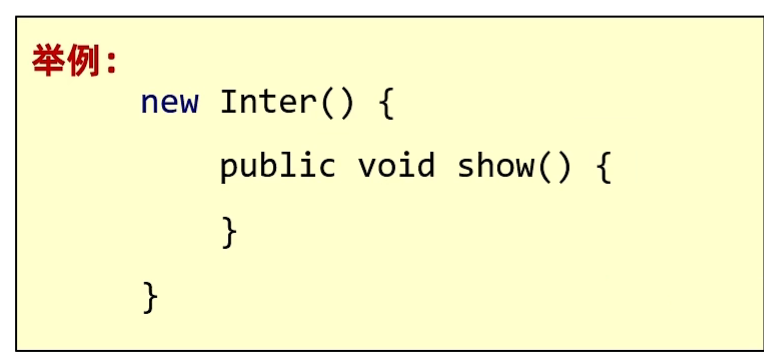 举例：
new Inter() {
public void show() {
}
}